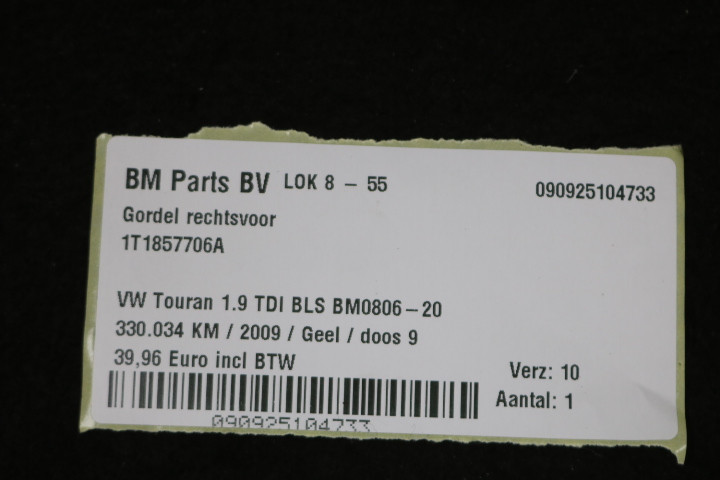 BM Parts BV LOK 8 - 55 090925104733
Gordel rechtsvoor
1T1857706A
VW Touran 1.9 TDI BLS BM0806-20
330.034 KM / 2009 / Geel / doos 9
39,96 Euro incl BTW
Verz: 10
Aantal: 1
090925104733